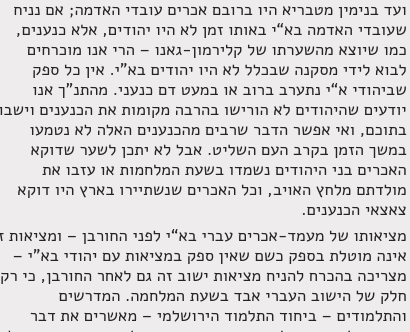 ועד בנימין מטבריא היו ברובם אכרים עובדי האדמה; אם נניח
שעובדי האדמה בא"י באותו זמן לא היו יהודים, אלא כנענים,
כמו שיוצא מהשערתו של קלירמון-גאנו – הרי אנו מוכרחים
לבוא לידי מסקנה שבכלל לא היו יהודים בא"י. אין כל ספק
שביהודי א"י נתערב ברוב או במעט דם כנעני. מהתנ"ך אנו
יודעים שהיהודים לא הורישו בהרבה מקומות את הכנענים וישבו
בתוכם, ואי אפשר הדבר שרבים מהכנענים האלה לא נטמעו
במשך הזמן בקרב העם השליט. אבל לא יתכן לשער שדוקא
האכרים בני היהודים נשמדו בשעת המלחמות או עזבו את
מולדתם מלחץ האויב, וכל האכרים שנשתיירו בארץ היו דוקא
צאצאי הכנענים.
מציאותו של מעמד-אכרים עברי בא"י לפני החורבן – ומציאות
אינה מוטלת בספק כשם שאין ספק במציאות עם יהודי בא"י –
מצריכה בהכרח להניח מציאות ישוב זה גם לאחר החורבן, כי רק
חלק של הישוב העברי אבד בשעת המלחמה. המדרשים
והתלמודים – ביחוד התלמוד הירושלמי – מאשרים את דבר